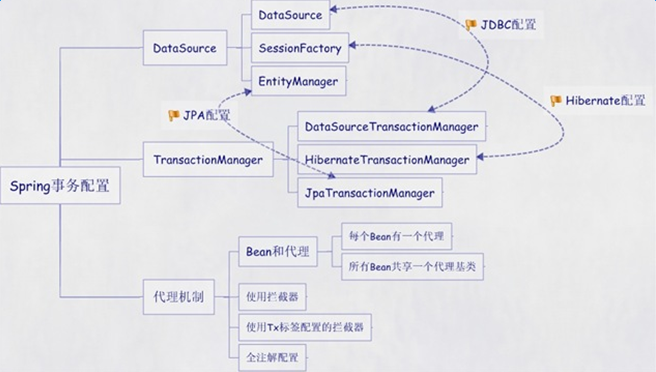 DataSource
JDBC配置
DataSource
SessionFactory
EntityManager
Hibernate配置
JPA配置
DataSourceTransactionManager
TransactionManager
HibernateTransactionManager
JpaTransactionManager
Spring事务配置
Bean和代理
每个Bean有一个代理
所有Bean共享一个代理基类
代理机制
使用拦截器
使用Tx标签配置的拦截器
全注解配置